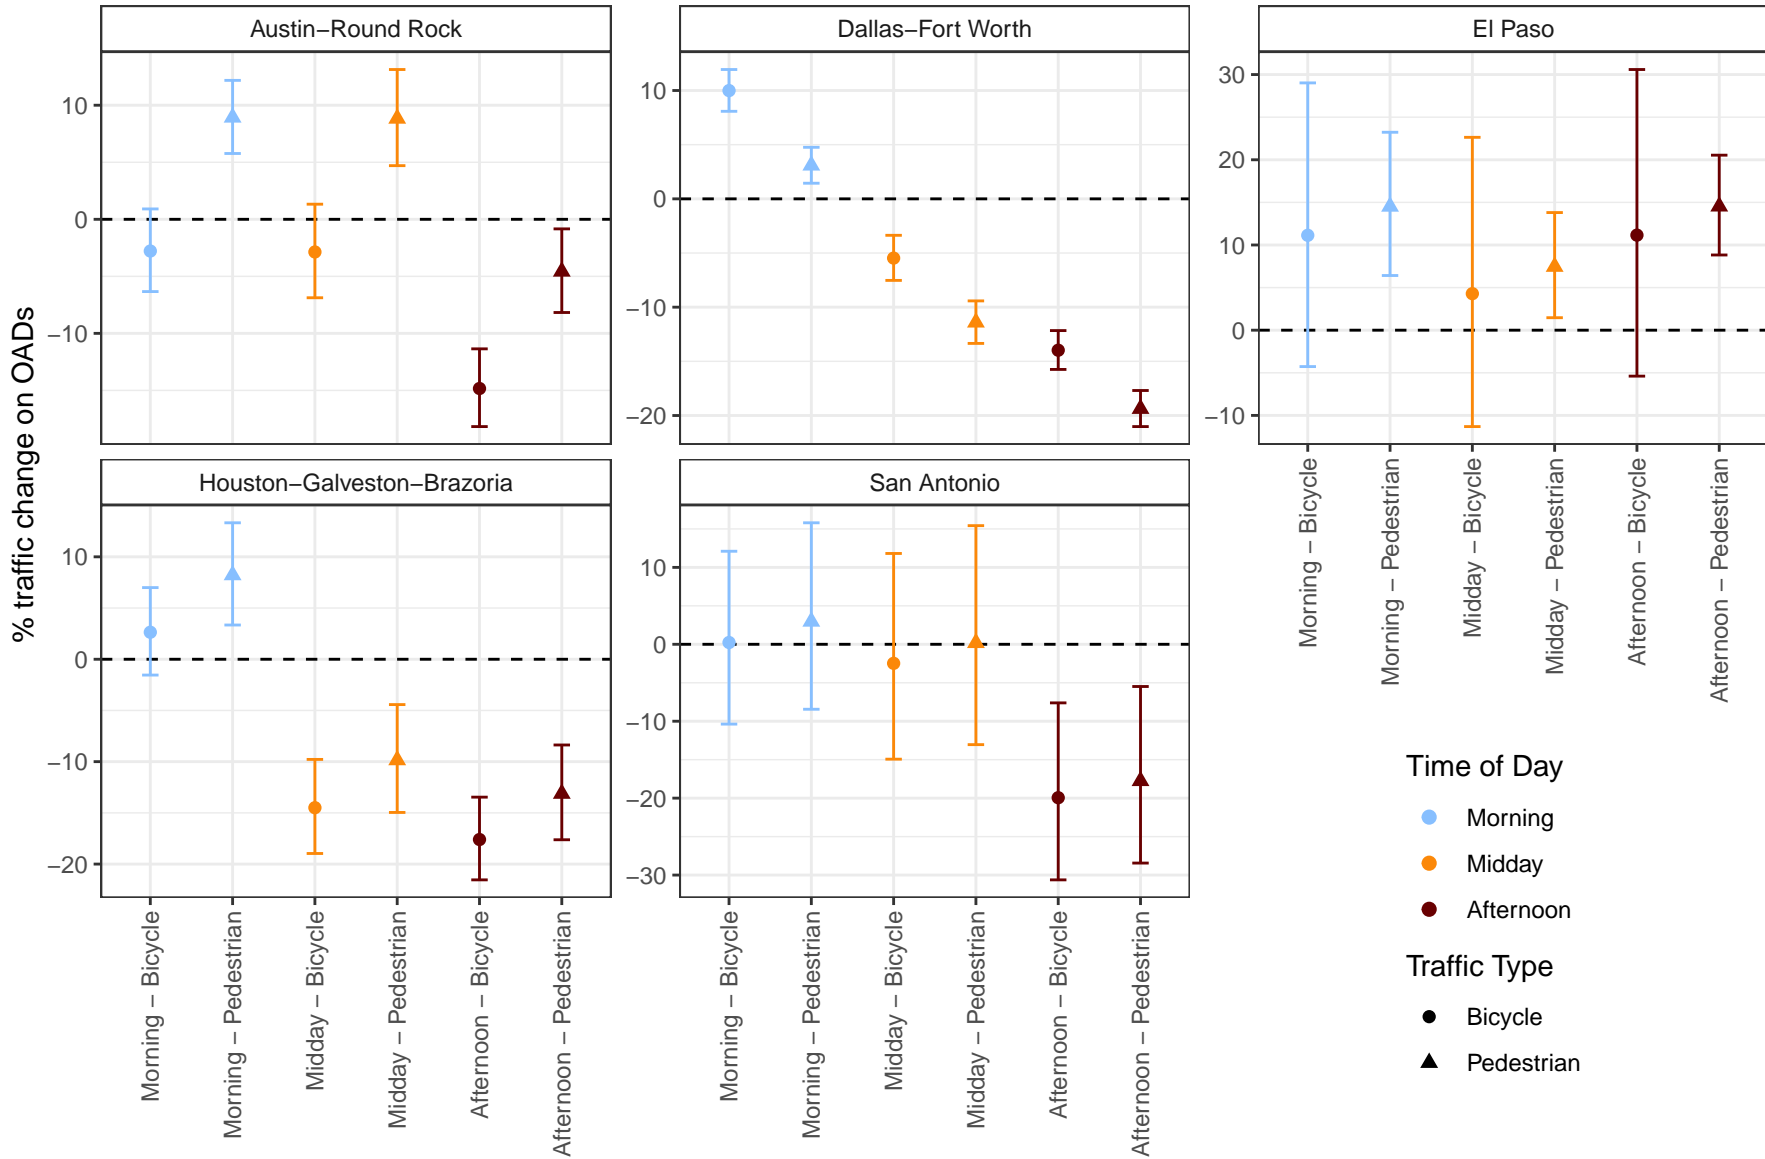 Austin−Round Rock
Dallas−Fort Worth
El Paso
10
0
−10
10
0
−10
−20
30
20
10
0
−10
% traffic change on OADs
Houston−Galveston−Brazoria
San Antonio
10
0
−10
−20
10
0
−10
−20
−30
Morning − Bicycle
Morning − Pedestrian
Midday − Bicycle
Midday − Pedestrian
Afternoon − Bicycle
Afternoon − Pedestrian
Morning − Bicycle
Morning − Pedestrian
Midday − Bicycle
Midday − Pedestrian
Afternoon − Bicycle
Afternoon − Pedestrian
Morning − Bicycle
Morning − Pedestrian
Midday − Bicycle
Midday − Pedestrian
Afternoon − Bicycle
Afternoon − Pedestrian
Time of Day
Morning
Midday
Afternoon
Traffic Type
Bicycle
Pedestrian